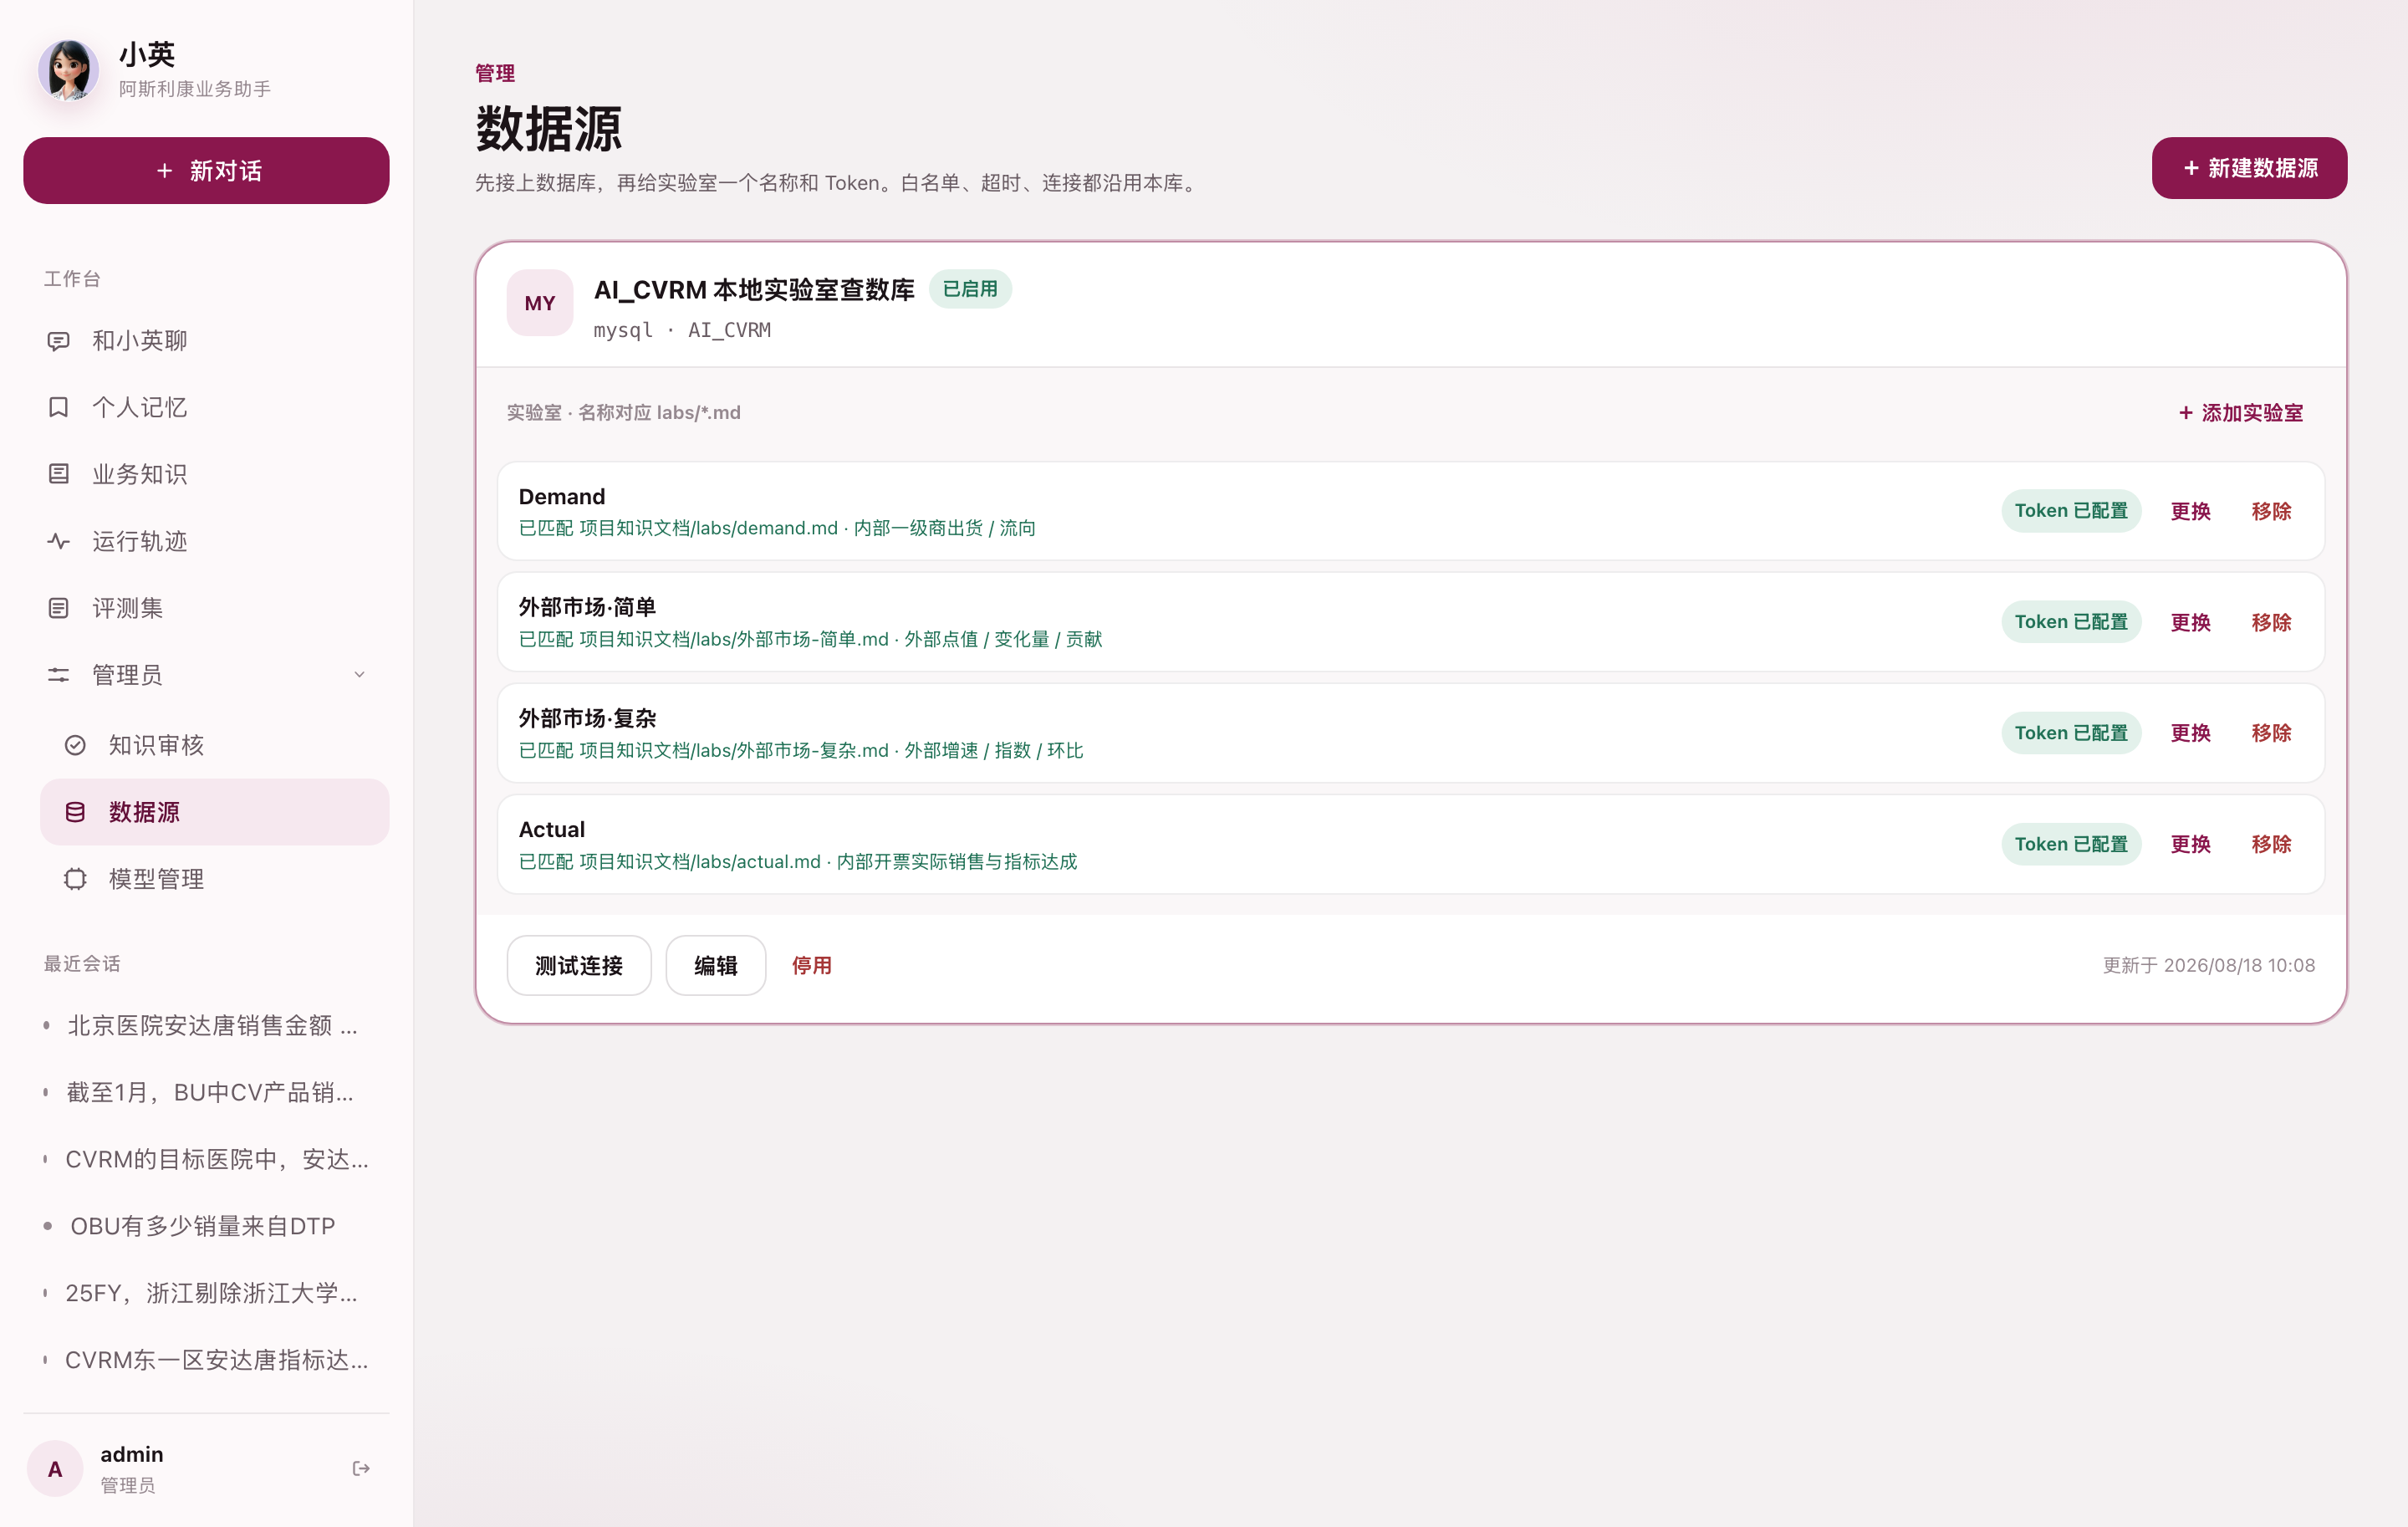 小英
阿斯利康业务助手
+ 新对话
工作台
和小英聊
个人记忆
业务知识
运行轨迹
评测集
管理员
知识审核
数据源
模型管理
最近会话
北京医院安达唐销售金额 ...
截至1月，BU中CV产品销...
CVRM的目标医院中，安达...
OBU有多少销量来自DTP
25FY，浙江剔除浙江大学...
CVRM东一区安达唐指标达...
A
admin
管理员
管理
数据源
先接上数据库，再给实验室一个名称和 Token。白名单、超时、连接都沿用本库。
+ 新建数据源
MY
AI_CVRM 本地实验室查数库 已启用
mysql · AI_CVRM
实验室 · 名称对应 labs/*.md
+ 添加实验室
Demand
已匹配 项目知识文档/labs/demand.md · 内部一级商出货 / 流向
Token 已配置 更换 移除
外部市场·简单
已匹配 项目知识文档/labs/外部市场-简单.md · 外部点值 / 变化量 / 贡献
Token 已配置 更换 移除
外部市场·复杂
已匹配 项目知识文档/labs/外部市场-复杂.md · 外部增速 / 指数 / 环比
Token 已配置 更换 移除
Actual
已匹配 项目知识文档/labs/actual.md · 内部开票实际销售与指标达成
Token 已配置 更换 移除
测试连接 编辑 停用
更新于 2026/08/18 10:08